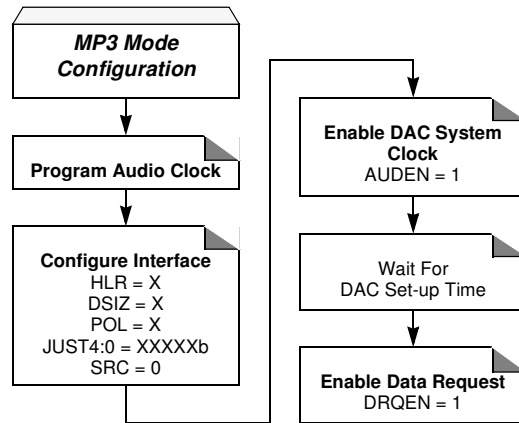 MP3 Mode
Configuration
Program Audio Clock
Configure Interface
HLR = X
DSIZ = X
POL = X
JUST4:0 = XXXXXb
SRC = 0
Enable DAC System
Clock
AUDEN = 1
Wait For
DAC Set-up Time
Enable Data Request
DRQEN = 1